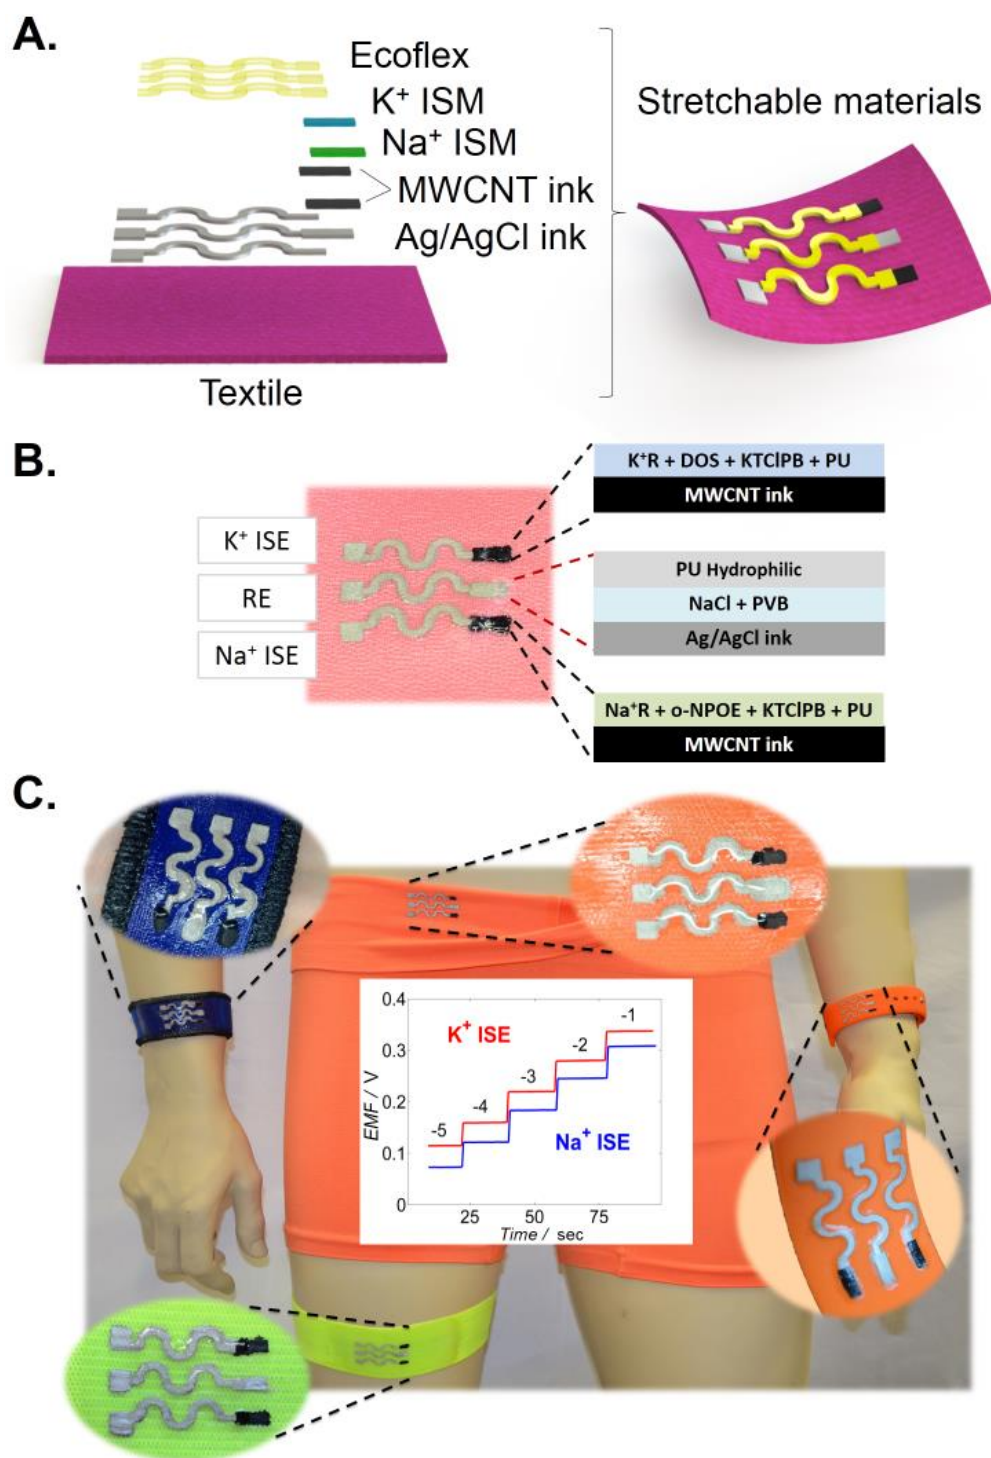 A.
Ecoflex
K⁺ ISM
Na⁺ ISM
MWCNT ink
Ag/AgCl ink
Textile
Stretchable materials
B.
K⁺ ISE
RE
Na⁺ ISE
K⁺R + DOS + KTClPB + PU
MWCNT ink
PU Hydrophilic
NaCl + PVB
Ag/AgCl ink
Na⁺R + o-NPOE + KTClPB + PU
MWCNT ink
C.
0.4
0.3
0.2
0.1
0
EMF / V
K⁺ ISE
Na⁺ ISE
-5
-4
-3
-2
-1
25
50
75
Time / sec